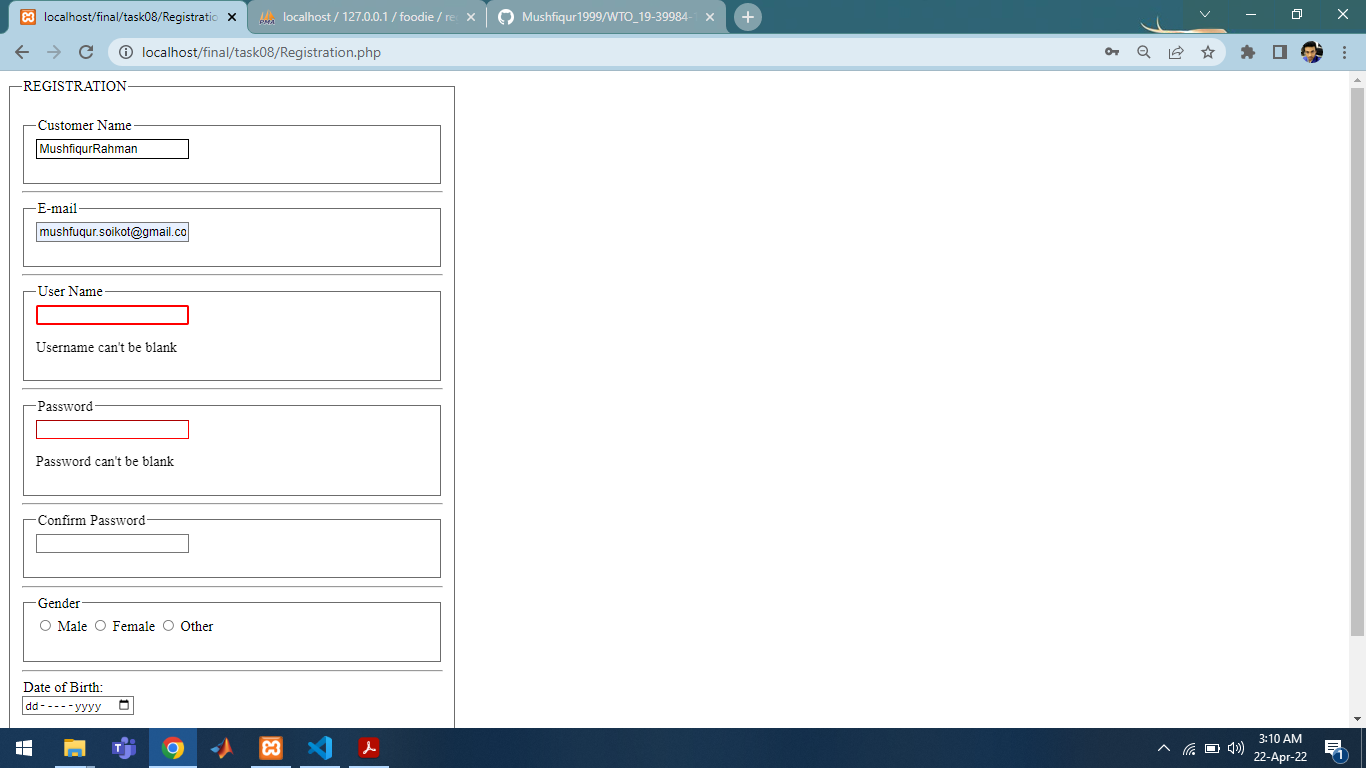 localhost/final/task08/Registratio
localhost / 127.0.0.1 / foodie / re
Mushfiqur1999/WTO_19-39984-
localhost/final/task08/Registration.php
REGISTRATION
Customer Name
MushfiqurRahman
E-mail
mushfuqur.soikot@gmail.co
User Name
Username can't be blank
Password
Password can't be blank
Confirm Password
Gender
Male Female Other
Date of Birth:
dd-----yyyy
3:10 AM
22-Apr-22
1